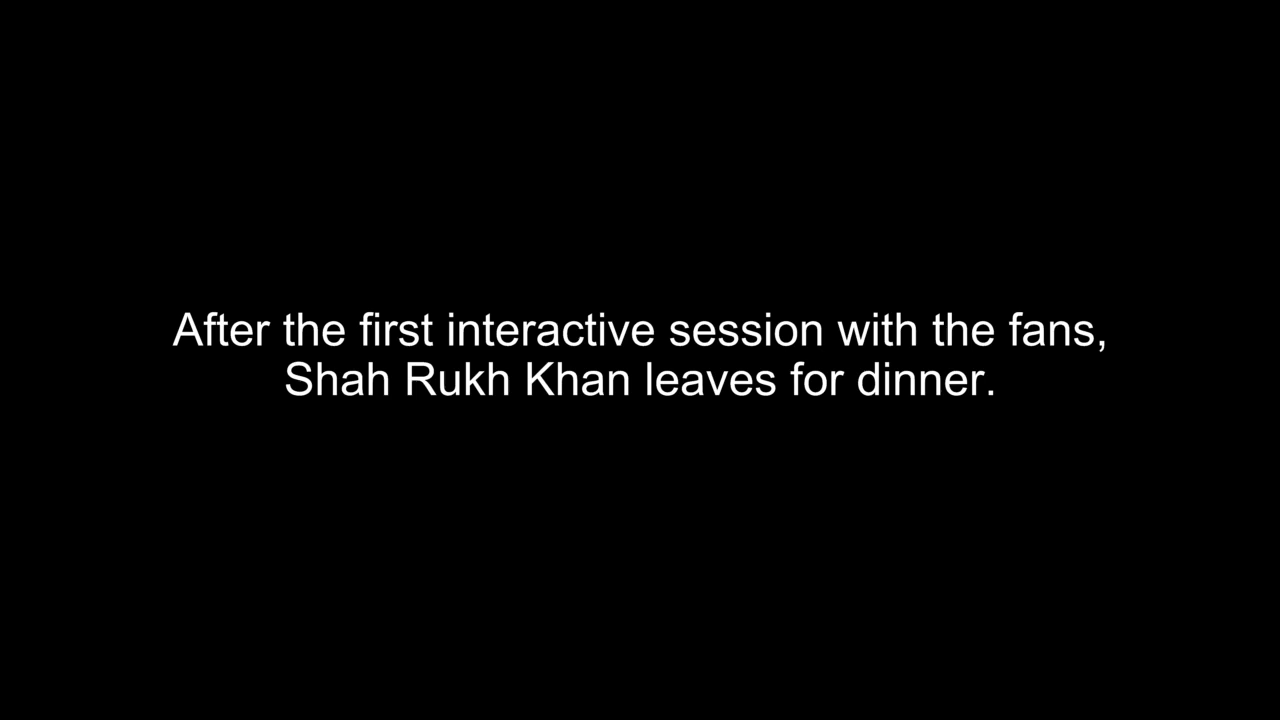 After the first interactive session with the fans,
Shah Rukh Khan leaves for dinner.